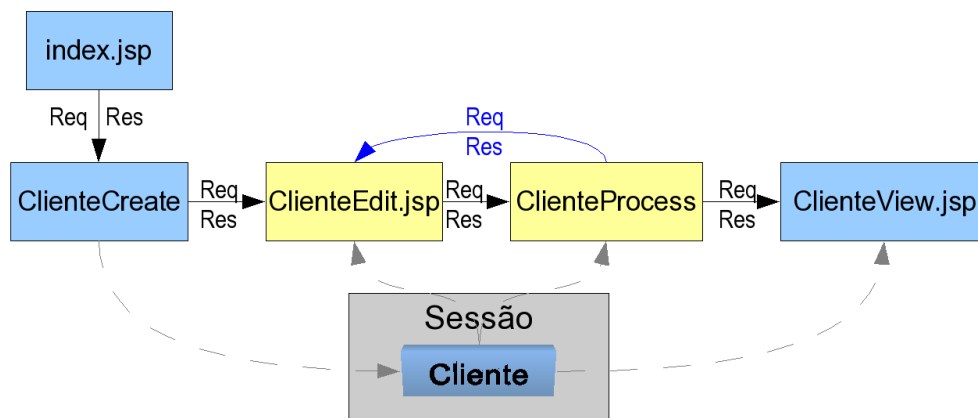 index.jsp
Req Res
Req
Res
ClienteCreate
Req
Res
ClienteEdit.jsp
Req
Res
ClienteProcess
Req
Res
ClienteView.jsp
Sessão
Cliente